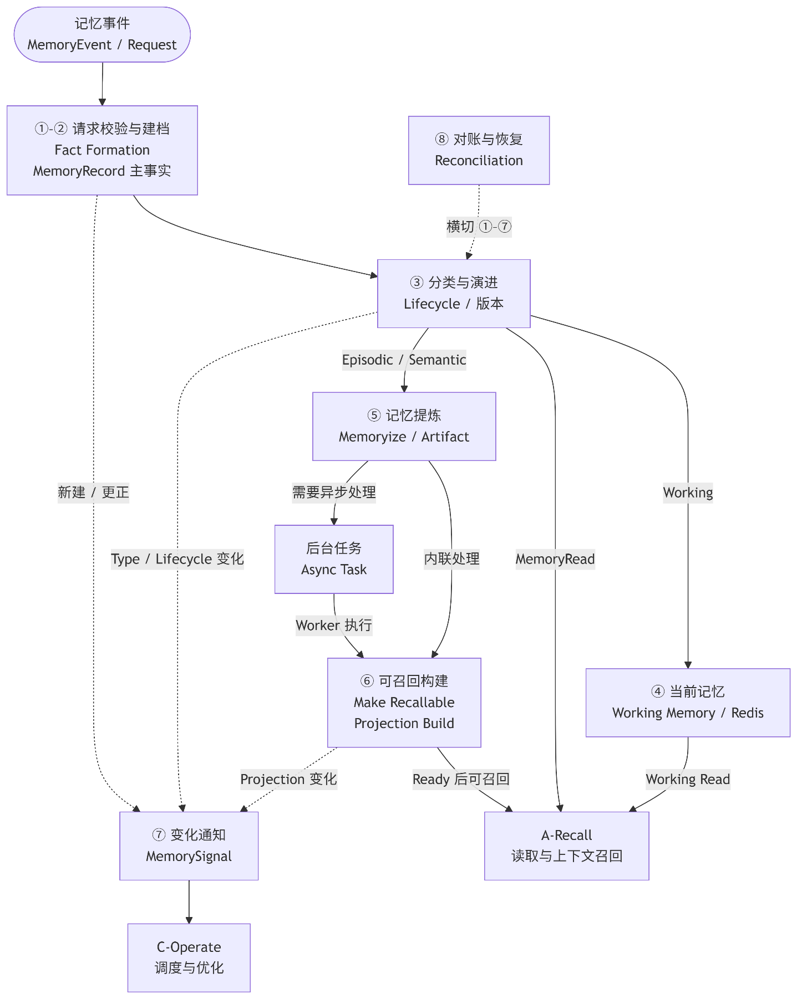 记忆事件
MemoryEvent / Request
①-② 请求校验与建档
Fact Formation
MemoryRecord 主事实
⑧ 对账与恢复
Reconciliation
横切 ①-⑦
③ 分类与演进
Lifecycle / 版本
Episodic / Semantic
⑤ 记忆提炼
Memoryize / Artifact
新建 / 更正
需要异步处理
Working
Type / Lifecycle 变化
后台任务
Async Task
内联处理
MemoryRead
Worker 执行
⑥ 可召回构建
Make Recallable
Projection Build
④ 当前记忆
Working Memory / Redis
Projection 变化
Ready 后可召回
Working Read
⑦ 变化通知
MemorySignal
A-Recall
读取与上下文召回
C-Operate
调度与优化